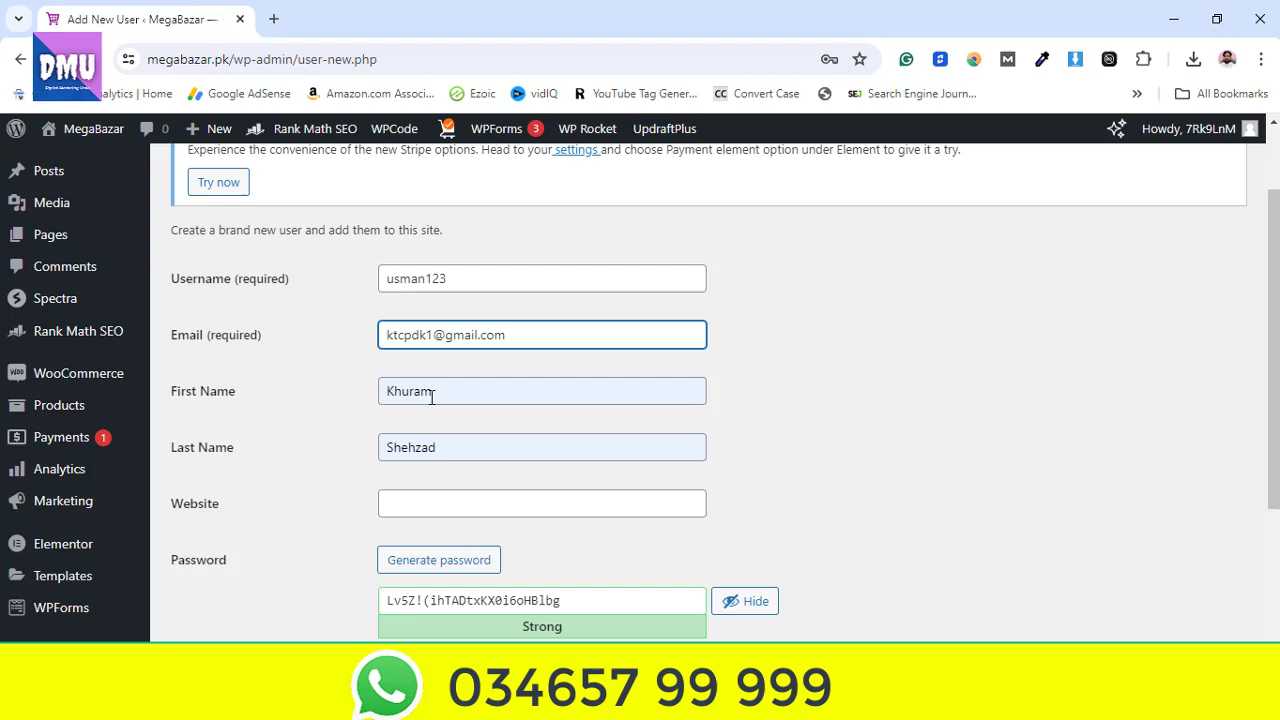 Add New User ‹ MegaBazar —
DMU
megabazar.pk/wp-admin/user-new.php
alytics | Home
Google AdSense
Amazon.com Associ...
Ezoic
vidIQ
YouTube Tag Gener...
CC Convert Case
SEJ Search Engine Journ...
»
All Bookmarks
MegaBazar
0
New
Rank Math SEO
WPCode
WPForms 3
WP Rocket
UpdraftPlus
Howdy, 7Rk9LnM
Posts
Media
Pages
Comments
Spectra
Rank Math SEO
WooCommerce
Products
Payments 1
Analytics
Marketing
Elementor
Templates
WPForms
Experience the convenience of the new Stripe options. Head to your settings and choose Payment element option under Element to give it a try.
Try now
Create a brand new user and add them to this site.
Username (required)
usman123
Email (required)
ktcpdk1@gmail.com
First Name
Khuram
Last Name
Shehzad
Website
Password
Generate password
Lv5Z!(ihTADtxKX0i6oHBlbg
Hide
Strong
034657 99 999